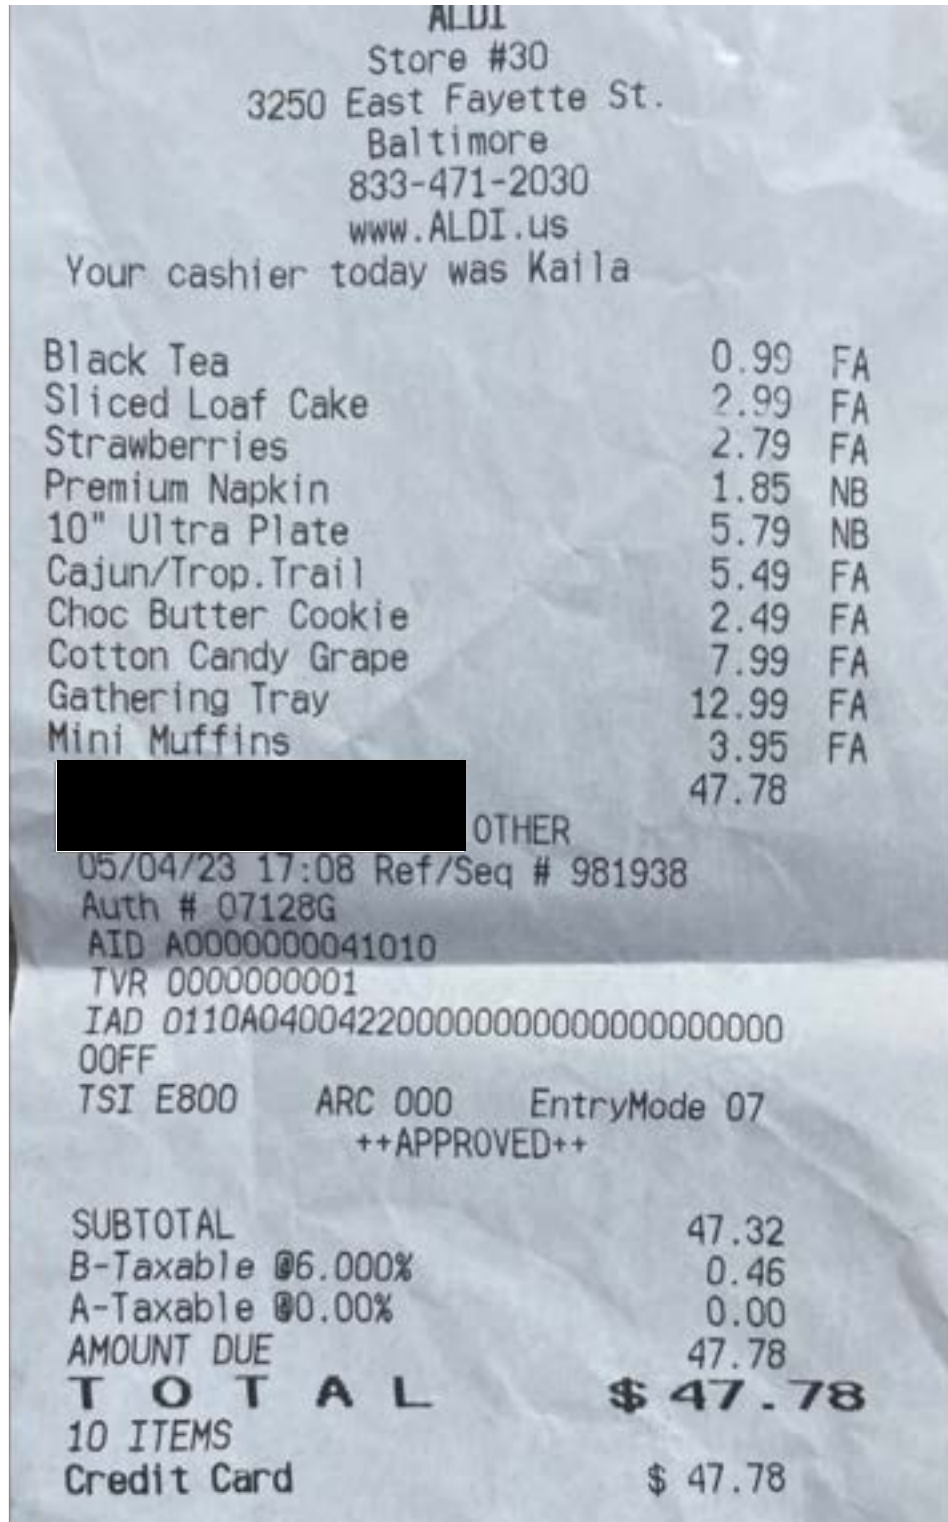 ALDI
Store #30
3250 East Fayette St.
Baltimore
833-471-2030
www.ALDI.us
Your cashier today was Kaila
Black Tea 0.99 FA
Sliced Loaf Cake 2.99 FA
Strawberries 2.79 FA
Premium Napkin 1.85 NB
10" Ultra Plate 5.79 NB
Cajun/Trop.Trail 5.49 FA
Choc Butter Cookie 2.49 FA
Cotton Candy Grape 7.99 FA
Gathering Tray 12.99 FA
Mini Muffins 3.95 FA
47.78
OTHER
05/04/23 17:08 Ref/Seq # 981938
Auth # 07128G
AID A0000000041010
TVR 0000000001
IAD 0110A04004220000000000000000
00FF
TSI E800 ARC 000 EntryMode 07
++APPROVED++
SUBTOTAL 47.32
B-Taxable @6.000% 0.46
A-Taxable @0.00% 0.00
AMOUNT DUE 47.78
TOTAL $47.78
10 ITEMS
Credit Card $ 47.78